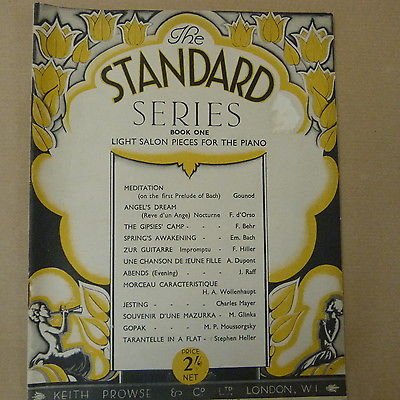 The
STANDARD
SERIES
BOOK ONE
LIGHT SALON PIECES FOR THE PIANO
MEDITATION
(on the first Prelude of Bach) Gounod
ANGEL'S DREAM
(Reve d'un Ange) Nocturne F. d'Orso
THE GIPSIES' CAMP - - - F. Behr
SPRING'S AWAKENING - Em. Bach
ZUR GUITARRE Impromptu - F. Hiller
UNE CHANSON DE JEUNE FILLE A. Dupont
ABENDS (Evening) - - - J. Raff
MORCEAU CARACTERISTIQUE
H. A. Wollenhaupt
JESTING - - - Charles Mayer
SOUVENIR D'UNE MAZURKA - M. Glinka
GOPAK - - M. P. Moussorgsky
TARANTELLE IN A FLAT - Stephen Heller
PRICE
2/-
NET
KEITH PROWSE & CO. LTD. LONDON, W.1.